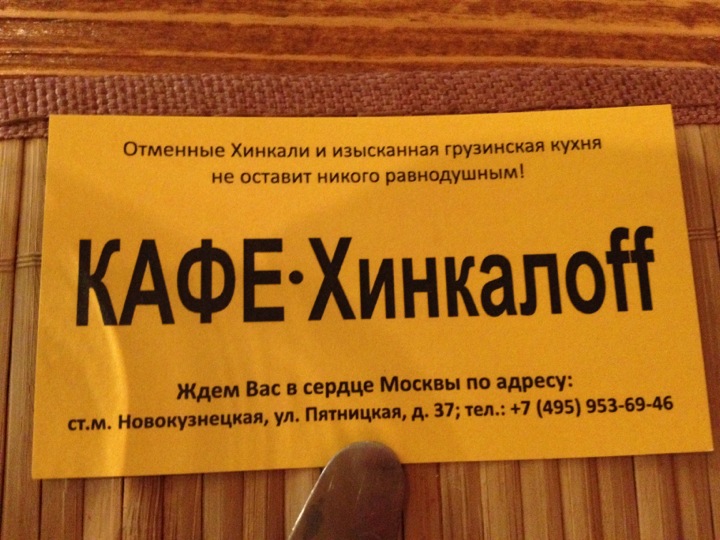 Отменные Хинкали и изысканная грузинская кухня
не оставит никого равнодушным!
КАФЕ·Хинкалоff
Ждем Вас в сердце Москвы по адресу:
ст.м. Новокузнецкая, ул. Пятницкая, д. 37; тел.: +7 (495) 953-69-46